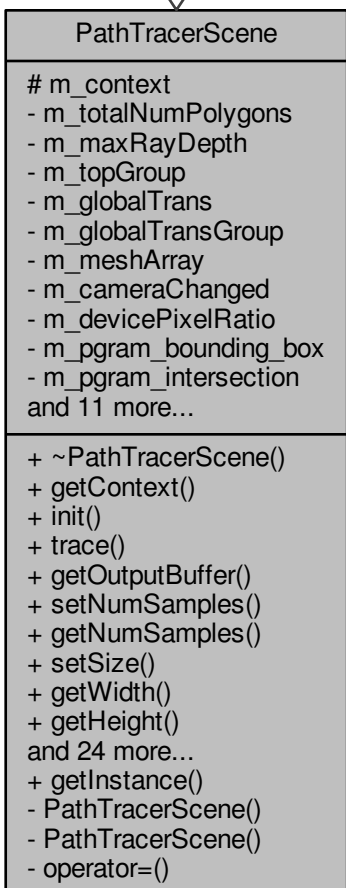 PathTracerScene
# m_context
- m_totalNumPolygons
- m_maxRayDepth
- m_topGroup
- m_globalTrans
- m_globalTransGroup
- m_meshArray
- m_cameraChanged
- m_devicePixelRatio
- m_pgram_bounding_box
- m_pgram_intersection
and 11 more...
+ ~PathTracerScene()
+ getContext()
+ init()
+ trace()
+ getOutputBuffer()
+ setNumSamples()
+ getNumSamples()
+ setSize()
+ getWidth()
+ getHeight()
and 24 more...
+ getInstance()
- PathTracerScene()
- PathTracerScene()
- operator=()